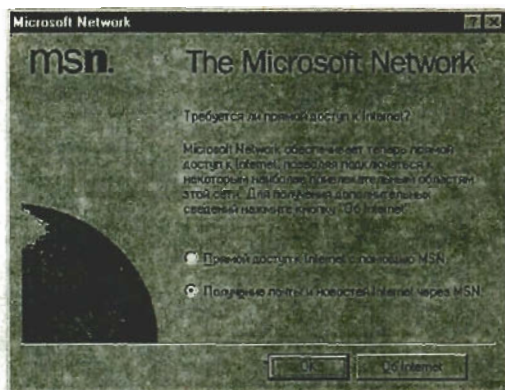 Microsoft Network
msn.
The Microsoft Network
Требуется ли прямой доступ к Internet?
Microsoft Network обеспечивает теперь прямой
доступ к Internet, позволяя подключаться к
некоторым наиболее привлекательным областям
этой сети. Для получения дополнительных
сведений нажмите кнопку "Об Internet".
Прямой доступ к Internet с помощью MSN.
Получение почты и новостей Internet через MSN.
OK
Об Internet